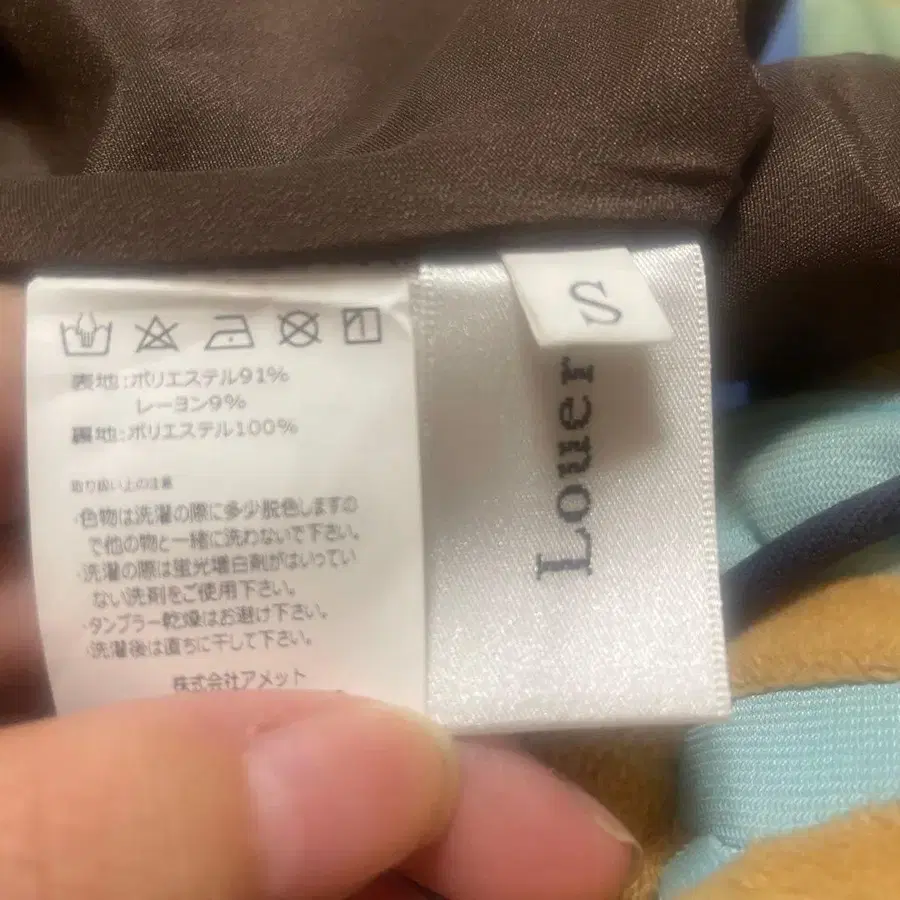 表地:ポリエステル91%
レーヨン9%
裏地:ポリエステル100%
取り扱い上の注意
・色物は洗濯の際に多少脱色しますの
で他の物と一緒に洗わないで下さい。
・洗濯の際は蛍光増白剤がはいってい
ない洗剤をご使用下さい。
・タンブラー乾燥はお避け下さい。
・洗濯後は直ちに干して下さい。
株式会社アメット
S
Louer